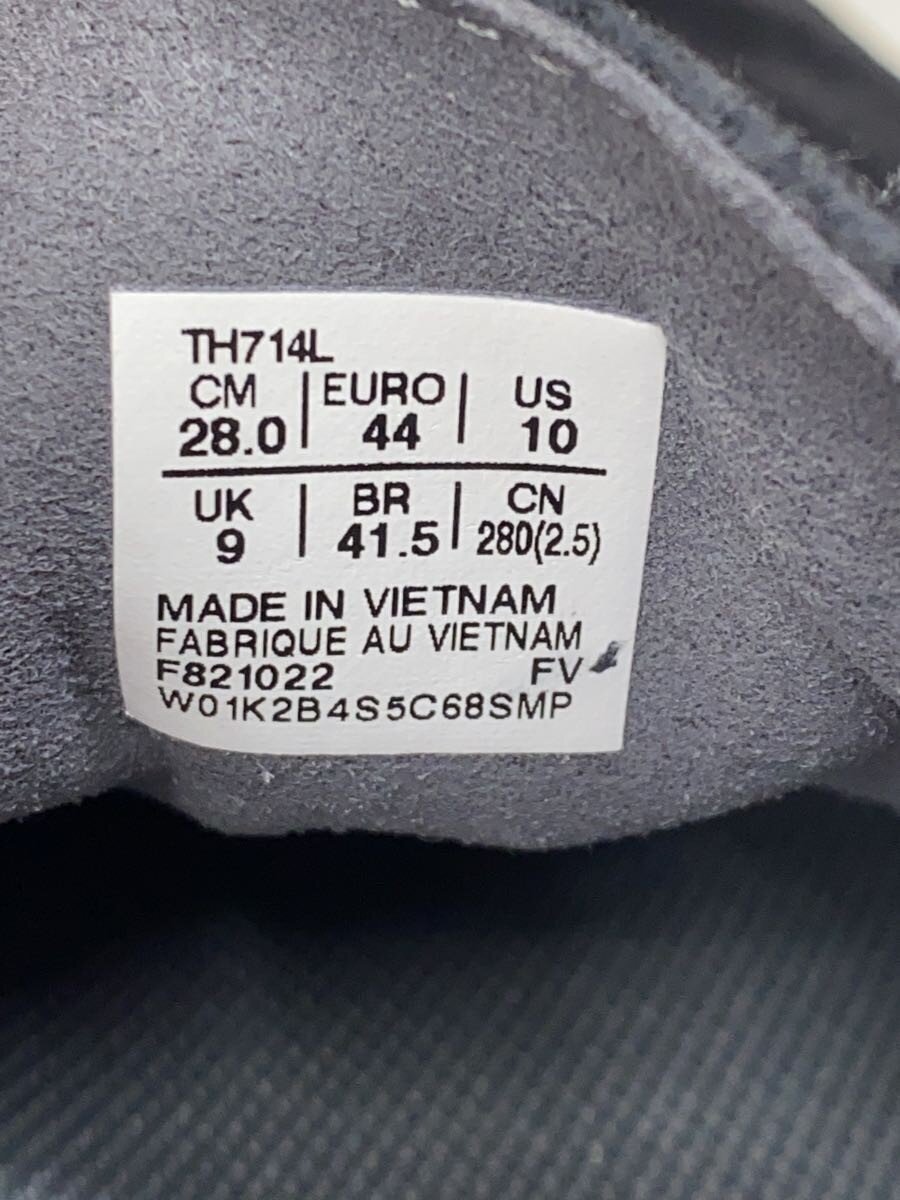 TH714L
CM | EURO | US
28.0 | 44 | 10
UK | BR | CN
9 | 41.5 | 280(2.5)
MADE IN VIETNAM
FABRIQUE AU VIETNAM
F821022 FV
W01K2B4S5C68SMP